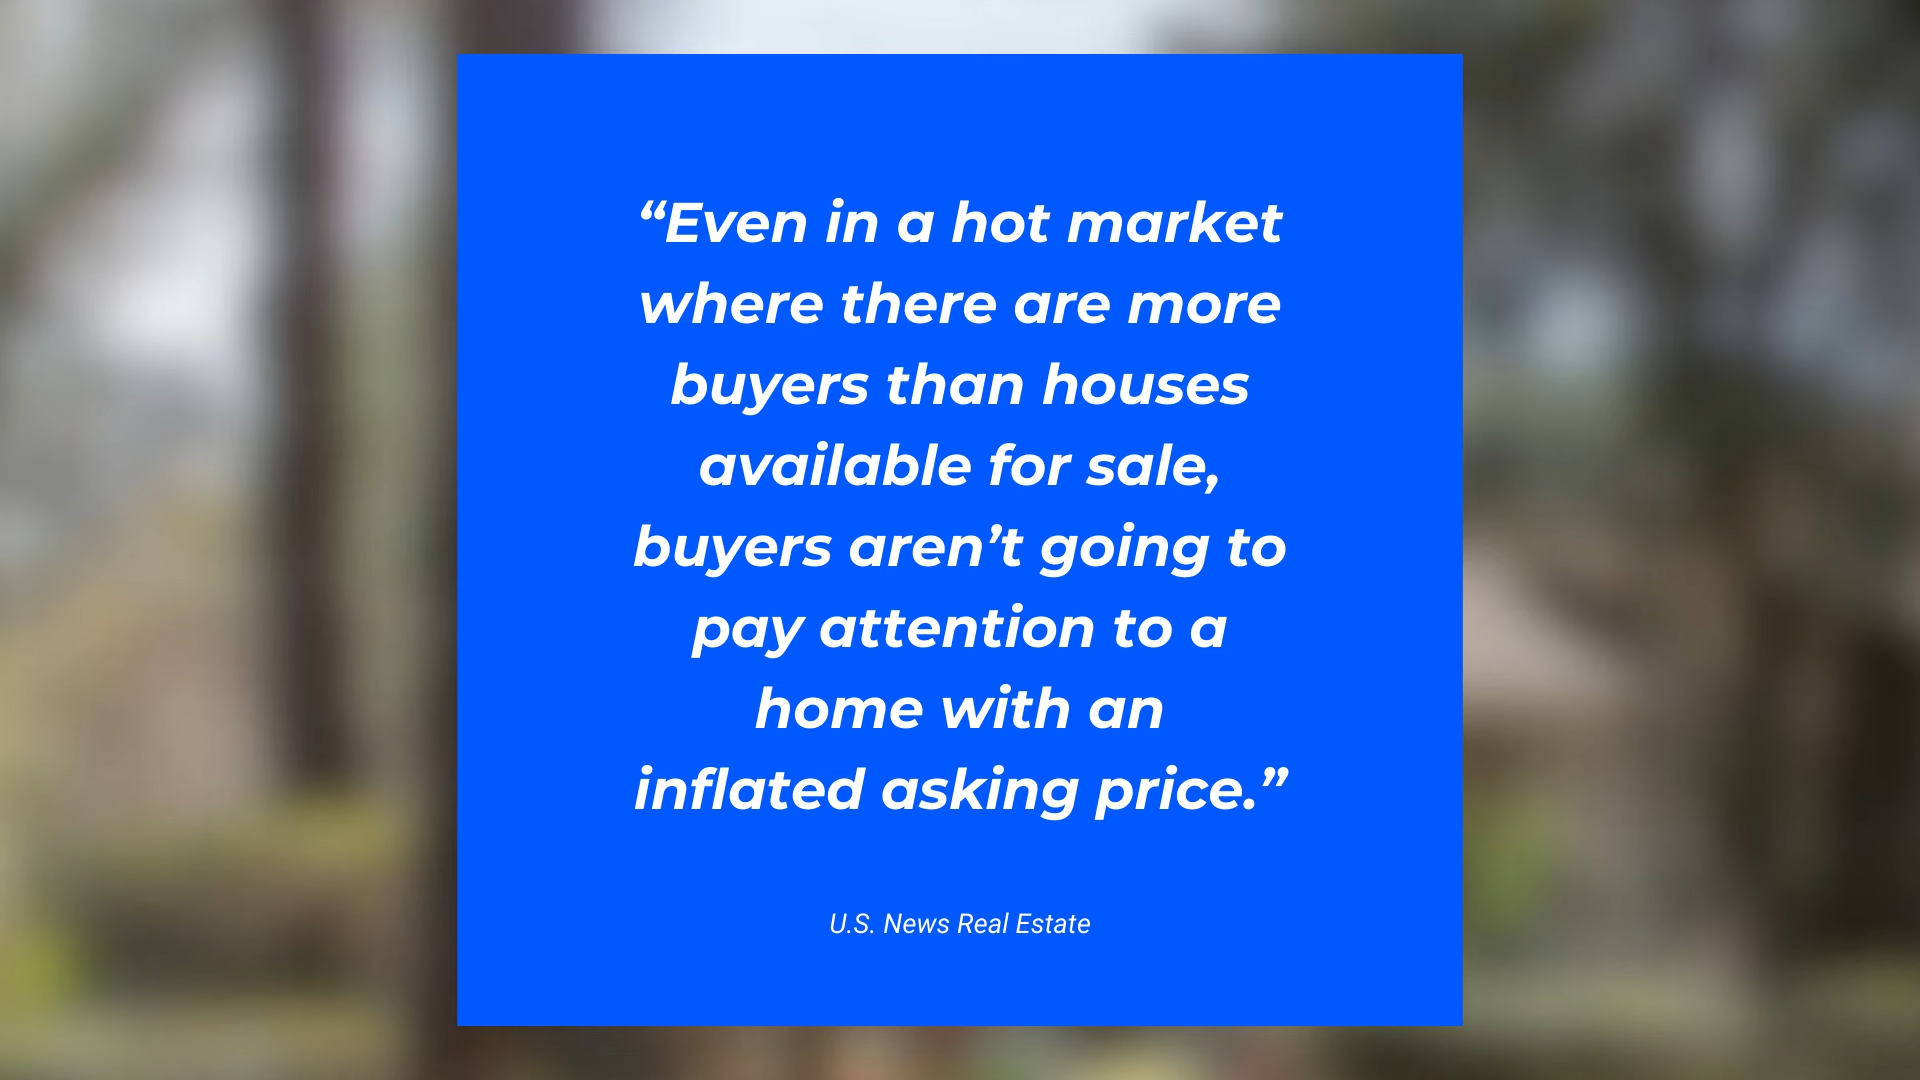 “Even in a hot market
where there are more
buyers than houses
available for sale,
buyers aren’t going to
pay attention to a
home with an
inflated asking price.”
U.S. News Real Estate